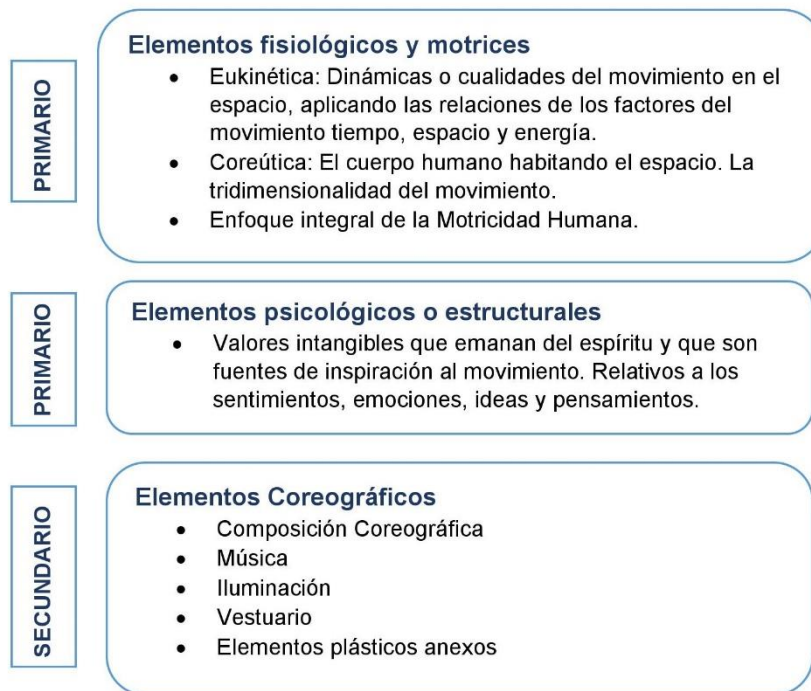 PRIMARIO
Elementos fisiológicos y motrices
• Eukinética: Dinámicas o cualidades del movimiento en el
espacio, aplicando las relaciones de los factores del
movimiento tiempo, espacio y energía.
• Coreútica: El cuerpo humano habitando el espacio. La
tridimensionalidad del movimiento.
• Enfoque integral de la Motricidad Humana.
PRIMARIO
Elementos psicológicos o estructurales
• Valores intangibles que emanan del espíritu y que son
fuentes de inspiración al movimiento. Relativos a los
sentimientos, emociones, ideas y pensamientos.
SECUNDARIO
Elementos Coreográficos
• Composición Coreográfica
• Música
• Iluminación
• Vestuario
• Elementos plásticos anexos